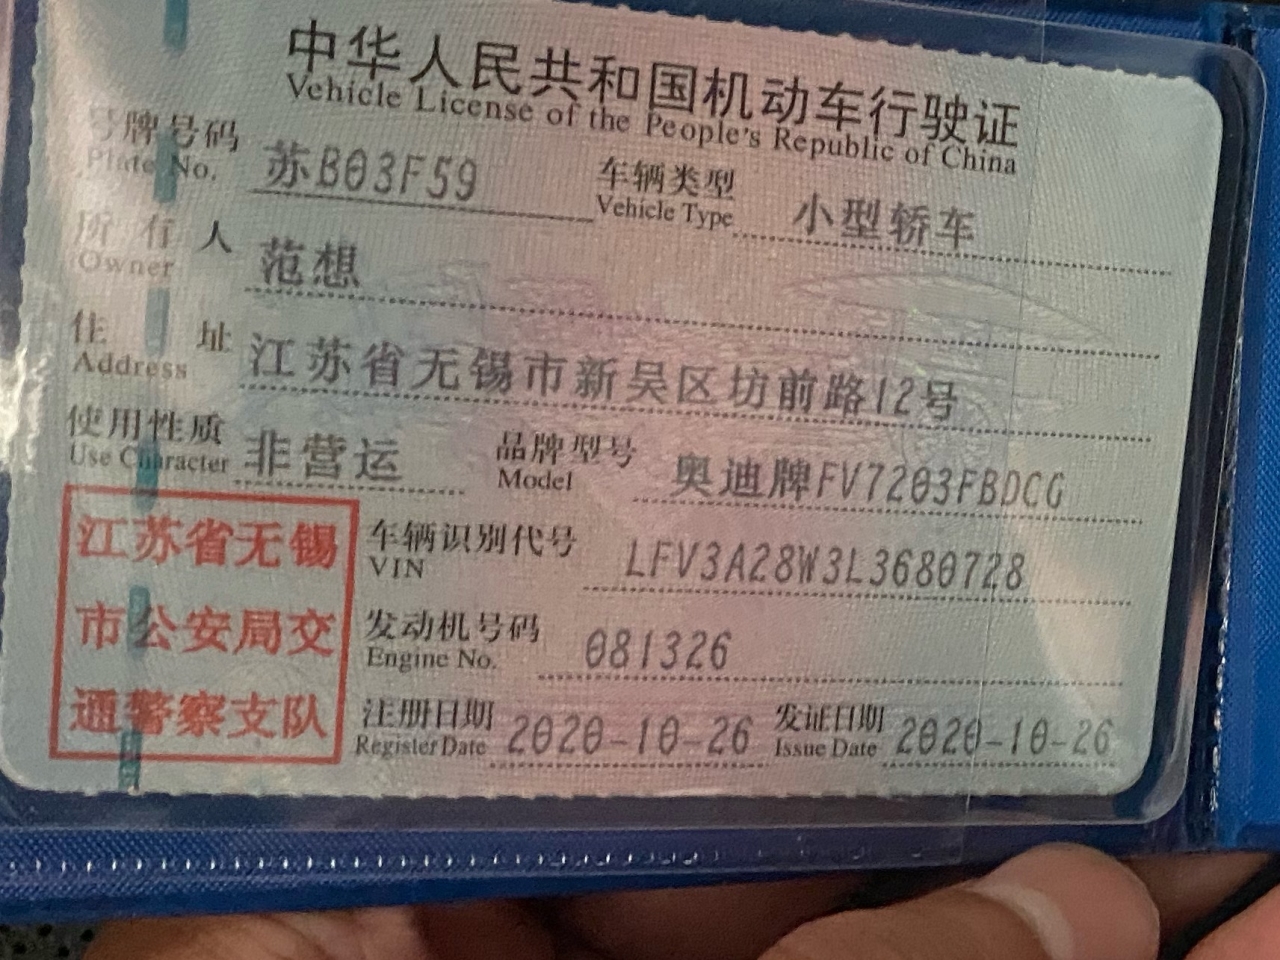 中华人民共和国机动车行驶证
Vehicle License of the People's Republic of China
号牌号码 苏B03F59 车辆类型 小型轿车
Plate No. Vehicle Type
所有人 范想
Owner
住址 江苏省无锡市新吴区坊前路12号
Address
使用性质 非营运 品牌型号 奥迪牌FV7203FBDCG
Use Character Model
江苏省无锡
市公安局交
通警察支队
车辆识别代号 LFV3A28W3L3680728
VIN
发动机号码 081326
Engine No.
注册日期 2020-10-26 发证日期 2020-10-26
Register Date Issue Date